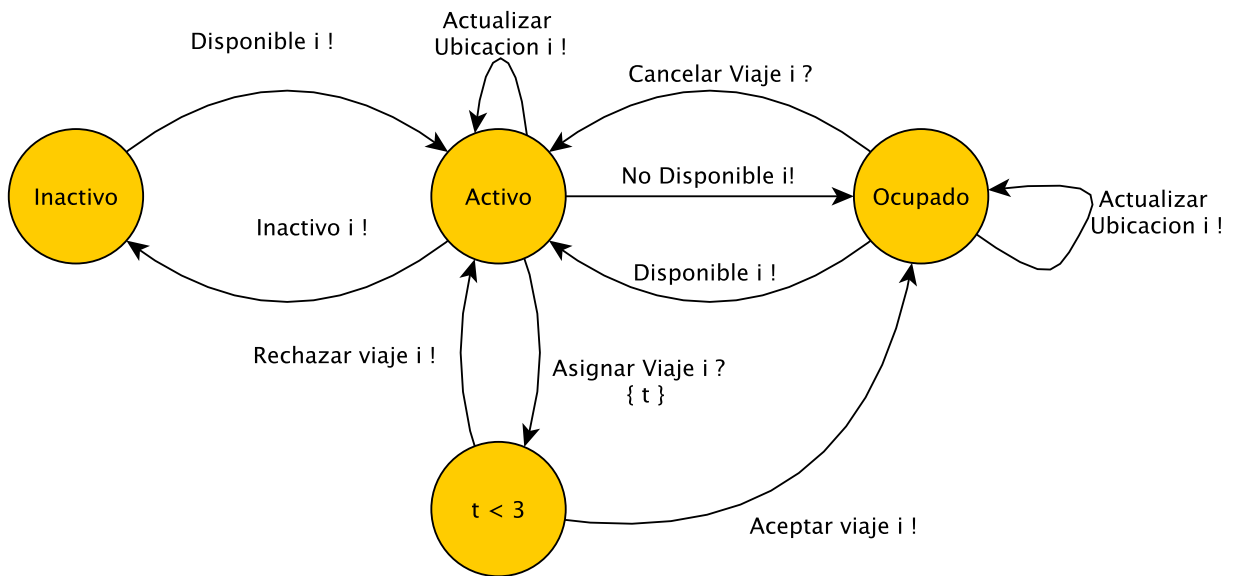 Actualizar
Ubicacion i !
Disponible i !
Cancelar Viaje i ?
No Disponible i!
Inactivo
Activo
Ocupado
Actualizar
Ubicacion i !
Inactivo i !
Disponible i !
Rechazar viaje i !
Asignar Viaje i ?
{ t }
t < 3
Aceptar viaje i !